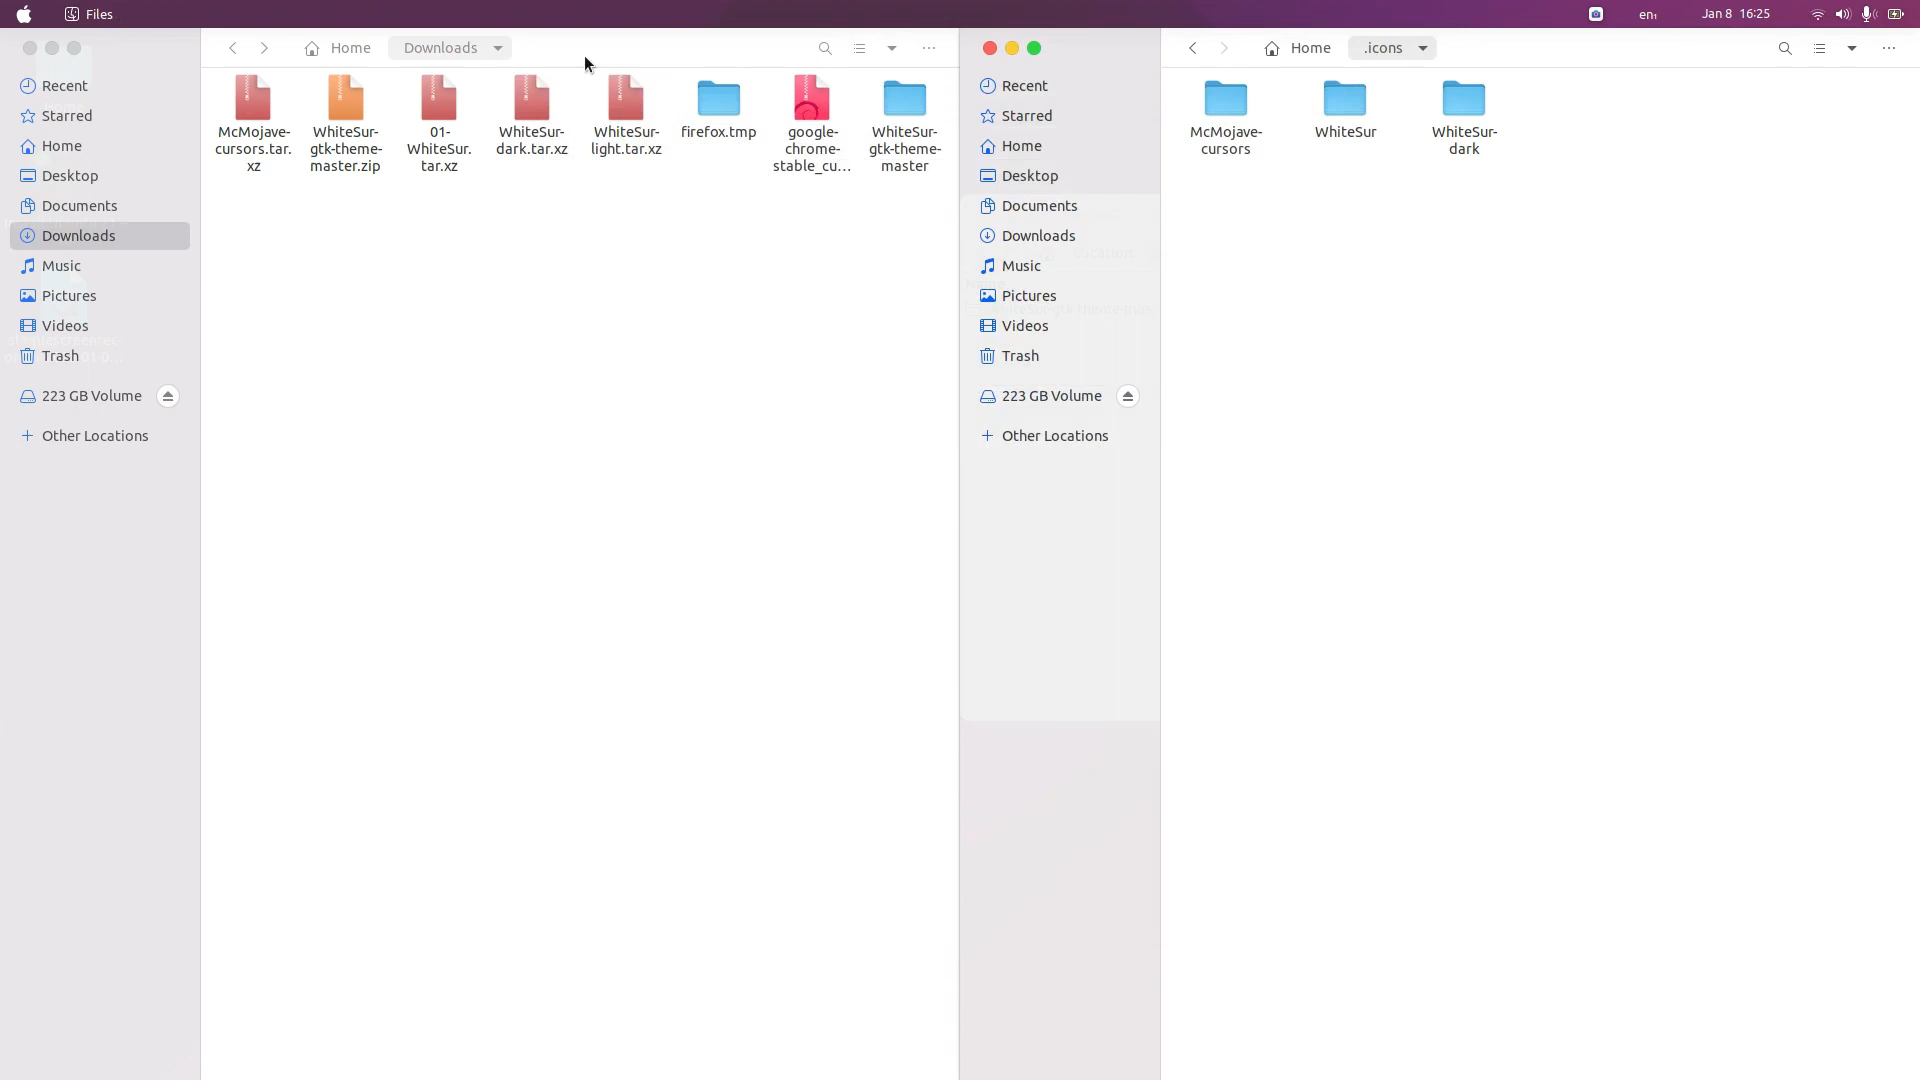 Files
en₁
Jan 8 16:25
Home
Downloads
Recent
Starred
Home
Desktop
Documents
Downloads
Music
Pictures
Videos
Trash
223 GB Volume
Other Locations
McMojave-
cursors.tar.
xz
WhiteSur-
gtk-theme-
master.zip
01-
WhiteSur.
tar.xz
WhiteSur-
dark.tar.xz
WhiteSur-
light.tar.xz
firefox.tmp
google-
chrome-
stable_cu...
WhiteSur-
gtk-theme-
master
Home
.icons
Recent
Starred
Home
Desktop
Documents
Downloads
Music
Pictures
Videos
Trash
223 GB Volume
Other Locations
McMojave-
cursors
WhiteSur
WhiteSur-
dark